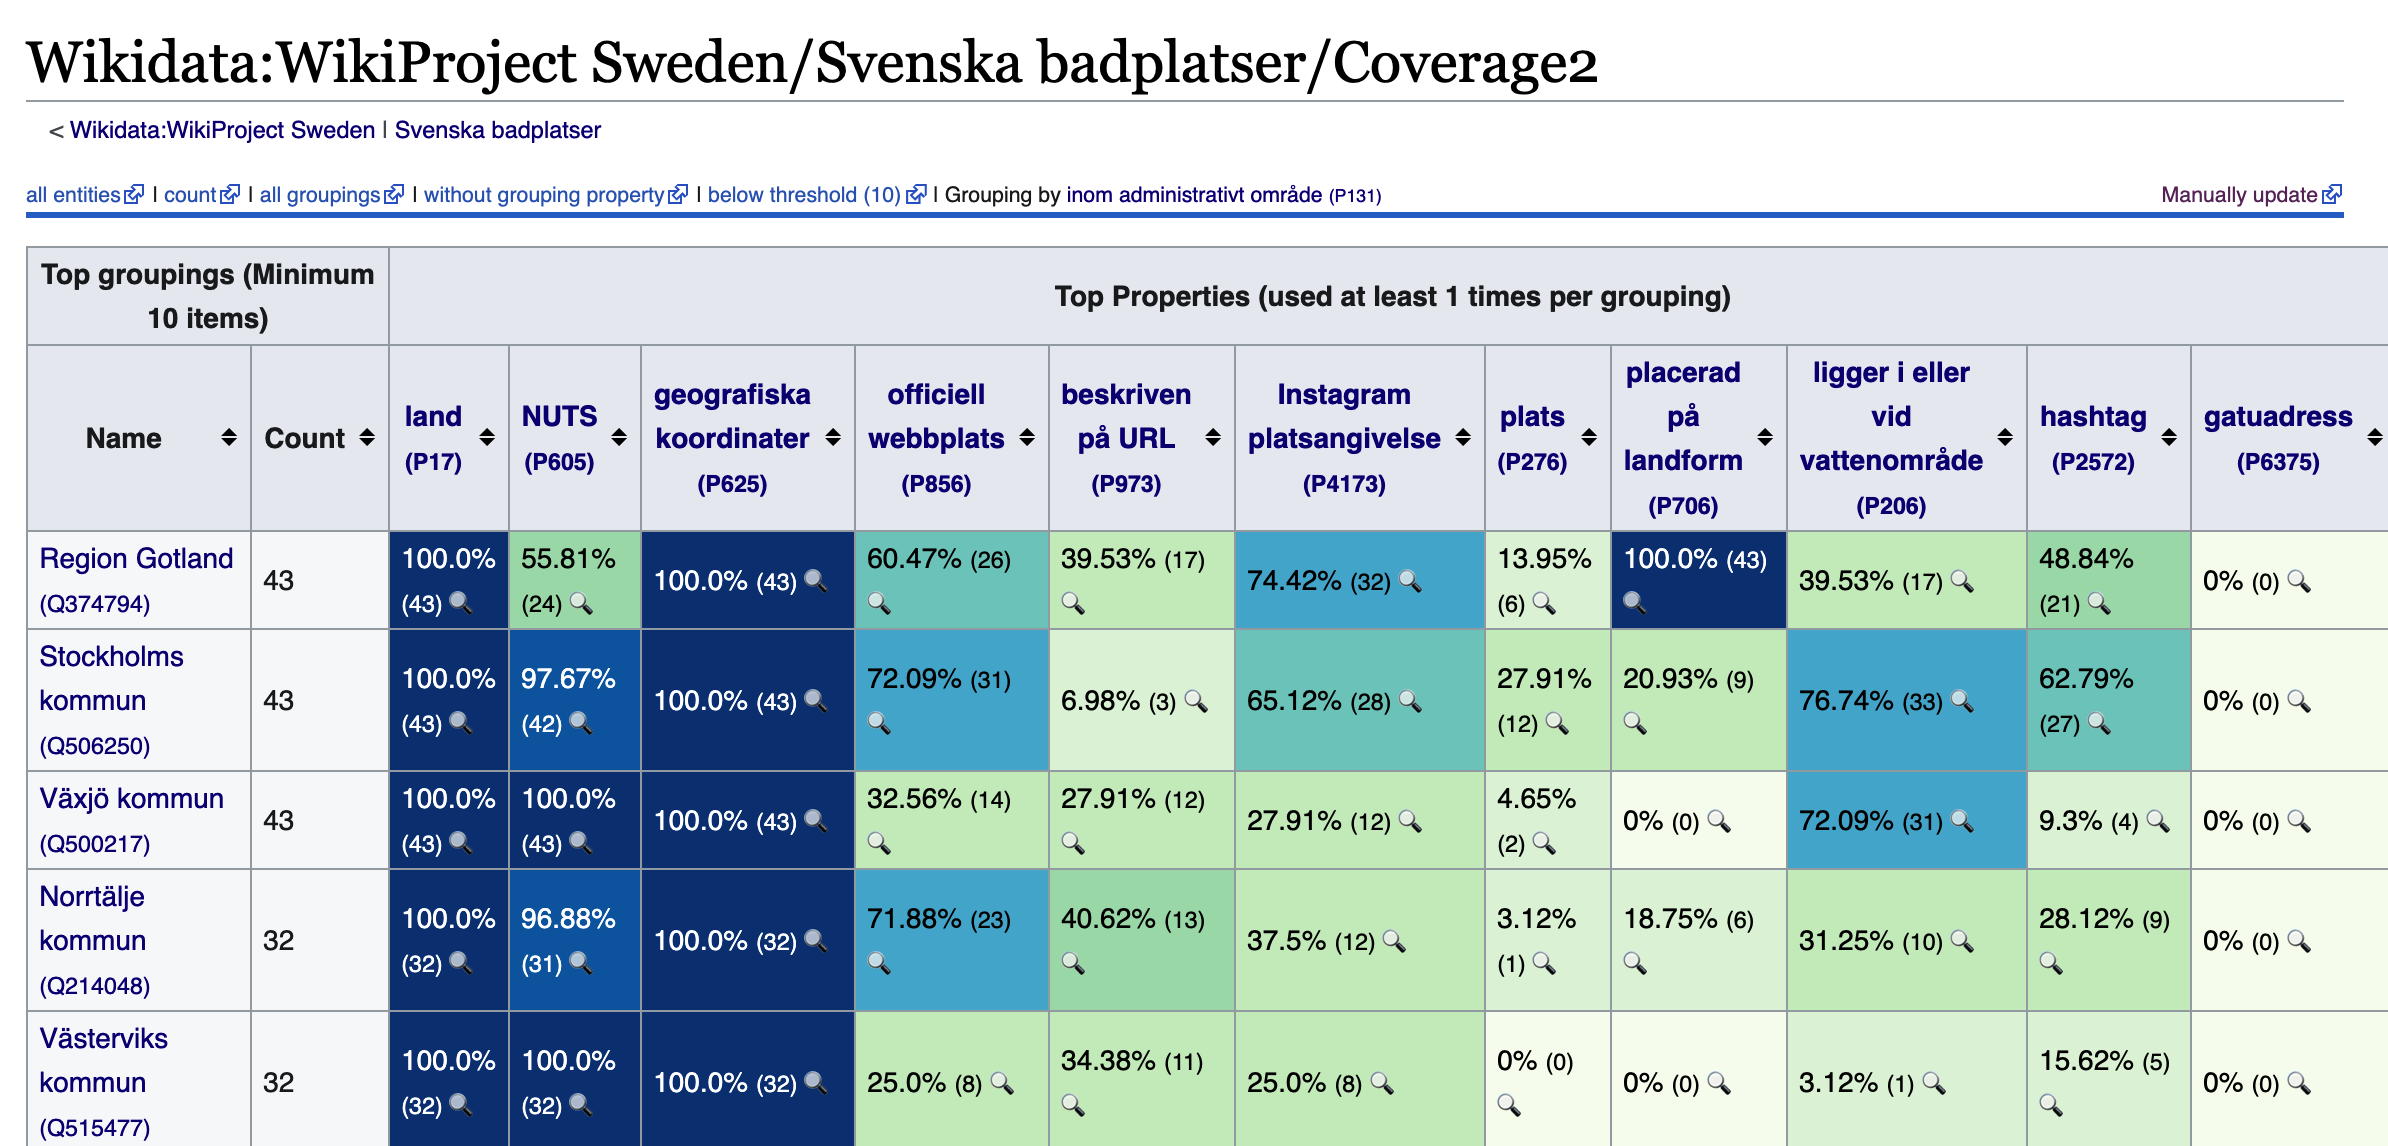 Wikidata:WikiProject Sweden/Svenska badplatser/Coverage2
< Wikidata:WikiProject Sweden | Svenska badplatser
all entities | count | all groupings | without grouping property | below threshold (10) | Grouping by inom administrativt område (P131) Manually update
Top groupings (Minimum 10 items) Top Properties (used at least 1 times per grouping)
Name Count land (P17) NUTS (P605) geografiska koordinater (P625) officiell webbplats (P856) beskriven på URL (P973) Instagram platsangivelse (P4173) plats (P276) placerad på landform (P706) ligger i eller vid vattenområde (P206) hashtag (P2572) gatuadress (P6375)
Region Gotland (Q374794) 43 100.0% (43) 55.81% (24) 100.0% (43) 60.47% (26) 39.53% (17) 74.42% (32) 13.95% (6) 100.0% (43) 39.53% (17) 48.84% (21) 0% (0)
Stockholms kommun (Q506250) 43 100.0% (43) 97.67% (42) 100.0% (43) 72.09% (31) 6.98% (3) 65.12% (28) 27.91% (12) 20.93% (9) 76.74% (33) 62.79% (27) 0% (0)
Växjö kommun (Q500217) 43 100.0% (43) 100.0% (43) 100.0% (43) 32.56% (14) 27.91% (12) 27.91% (12) 4.65% (2) 0% (0) 72.09% (31) 9.3% (4) 0% (0)
Norrtälje kommun (Q214048) 32 100.0% (32) 96.88% (31) 100.0% (32) 71.88% (23) 40.62% (13) 37.5% (12) 3.12% (1) 18.75% (6) 31.25% (10) 28.12% (9) 0% (0)
Västerviks kommun (Q515477) 32 100.0% (32) 100.0% (32) 100.0% (32) 25.0% (8) 34.38% (11) 25.0% (8) 0% (0) 0% (0) 3.12% (1) 15.62% (5) 0% (0)